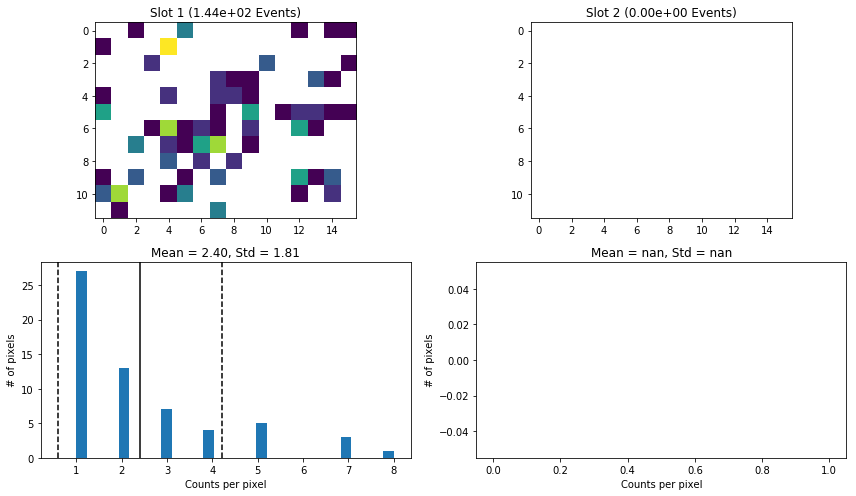 Slot 1 (1.44e+02 Events)
0
2
4
6
8
10
0 2 4 6 8 10 12 14
Slot 2 (0.00e+00 Events)
0
2
4
6
8
10
0 2 4 6 8 10 12 14
Mean = 2.40, Std = 1.81
# of pixels
25
20
15
10
5
0
1 2 3 4 5 6 7 8
Counts per pixel
Mean = nan, Std = nan
# of pixels
0.04
0.02
0.00
−0.02
−0.04
0.0 0.2 0.4 0.6 0.8 1.0
Counts per pixel